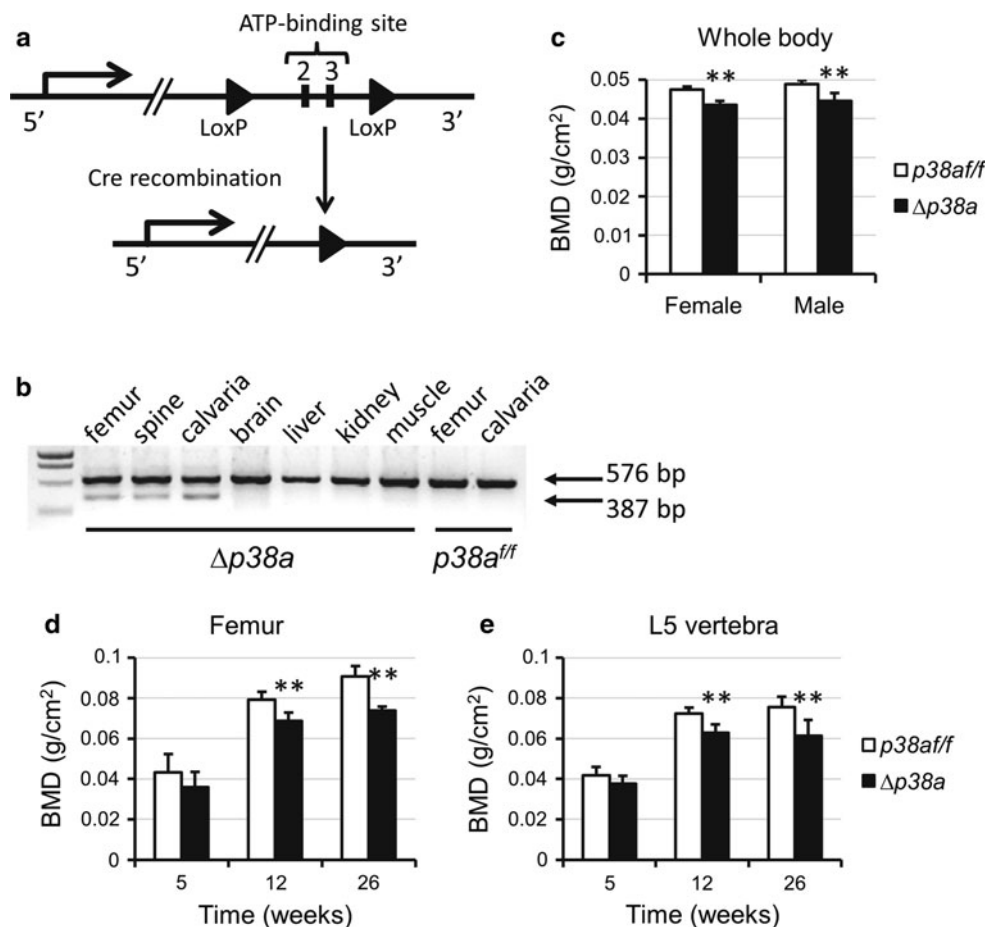 a
ATP-binding site
2 3
5’ LoxP LoxP 3’
Cre recombination
5’ 3’
b
femur spine calvaria brain liver kidney muscle femur calvaria
576 bp
387 bp
Δp38a p38a^f/f
c
Whole body
BMD (g/cm²)
0.05
0.04
0.03
0.02
0.01
0
** **
Female Male
p38af/f
Δp38a
d
Femur
BMD (g/cm²)
0.1
0.08
0.06
0.04
0.02
0
** **
5 12 26
Time (weeks)
e
L5 vertebra
BMD (g/cm²)
0.1
0.08
0.06
0.04
0.02
0
** **
5 12 26
Time (weeks)
p38af/f
Δp38a